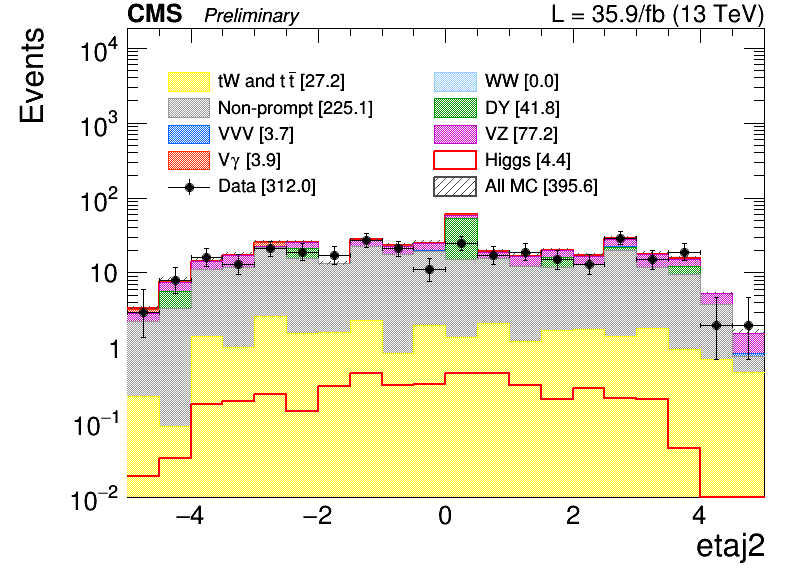 CMS Preliminary L = 35.9/fb (13 TeV)
Events
10⁴
10³
10²
10
1
10⁻¹
10⁻²
tW and tt̄ [27.2] WW [0.0]
Non-prompt [225.1] DY [41.8]
VVV [3.7] VZ [77.2]
Vγ [3.9] Higgs [4.4]
Data [312.0] All MC [395.6]
−4 −2 0 2 4
etaj2